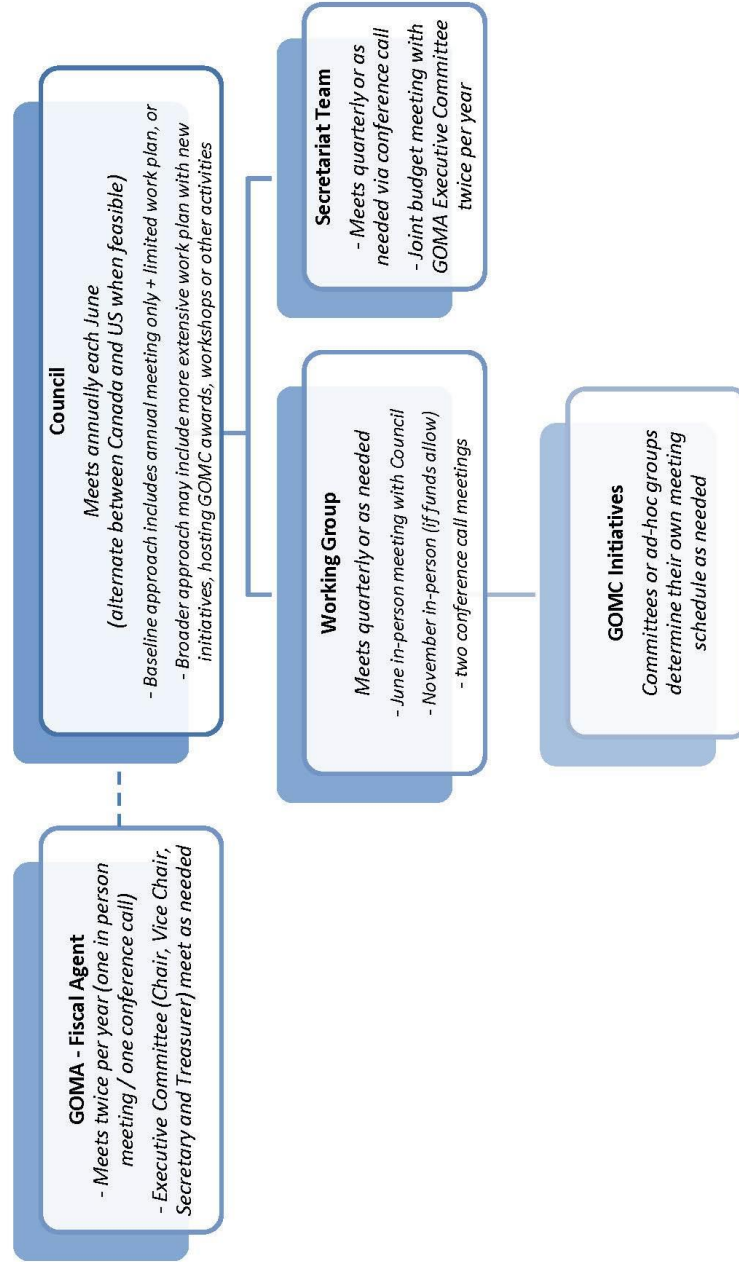 GOMA - Fiscal Agent
- Meets twice per year (one in person
meeting / one conference call)
- Executive Committee (Chair, Vice Chair,
Secretary and Treasurer) meet as needed
Council
Meets annually each June
(alternate between Canada and US when feasible)
- Baseline approach includes annual meeting only + limited work plan, or
- Broader approach may include more extensive work plan with new
initiatives, hosting GOMC awards, workshops or other activities
Working Group
Meets quarterly or as needed
- June in-person meeting with Council
- November in-person (if funds allow)
- two conference call meetings
Secretariat Team
- Meets quarterly or as
needed via conference call
- Joint budget meeting with
GOMA Executive Committee
twice per year
GOMC Initiatives
Committees or ad-hoc groups
determine their own meeting
schedule as needed